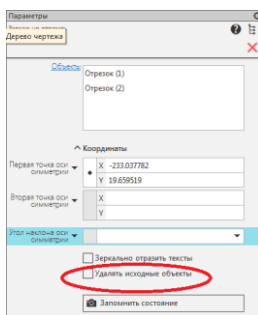 Параметры
Дерево чертежа
Объекты
Отрезок (1)
Отрезок (2)
Координаты
Первая точка оси симметрии
X -233.037782
Y 19.659519
Вторая точка оси симметрии
X
Y
Угол наклона оси симметрии
Зеркально отразить тексты
Удалять исходные объекты
Запомнить состояние